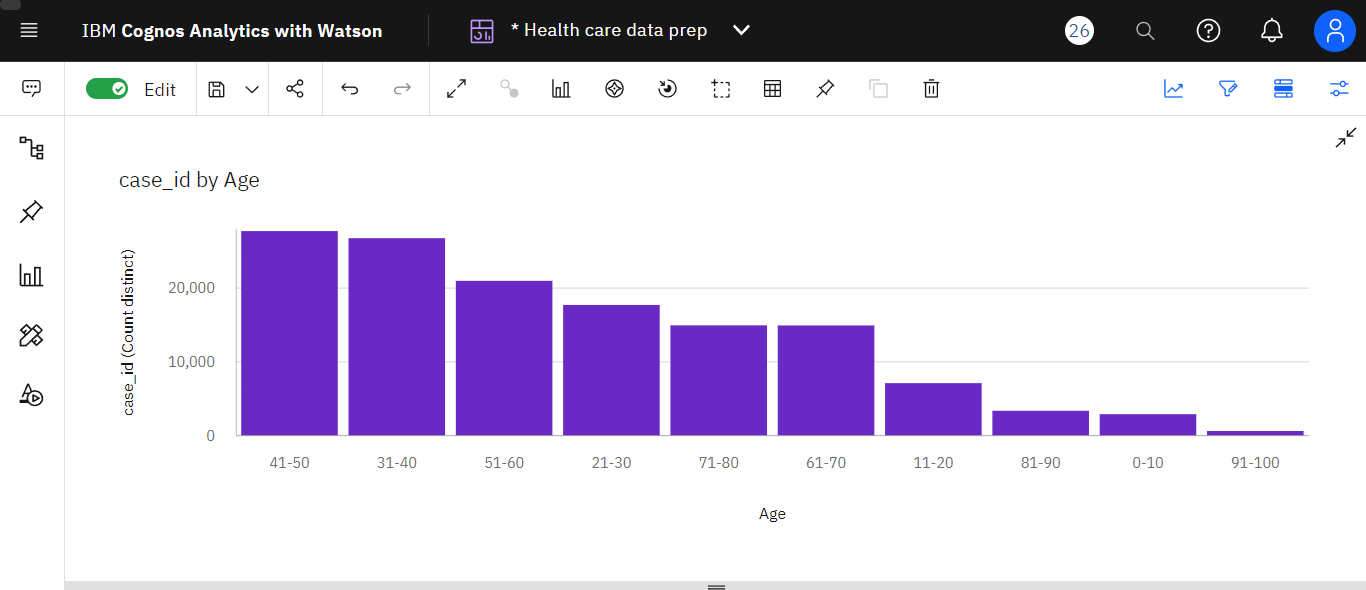 IBM Cognos Analytics with Watson
* Health care data prep
26
Edit
case_id by Age
case_id (Count distinct)
20,000
10,000
0
41-50 31-40 51-60 21-30 71-80 61-70 11-20 81-90 0-10 91-100
Age